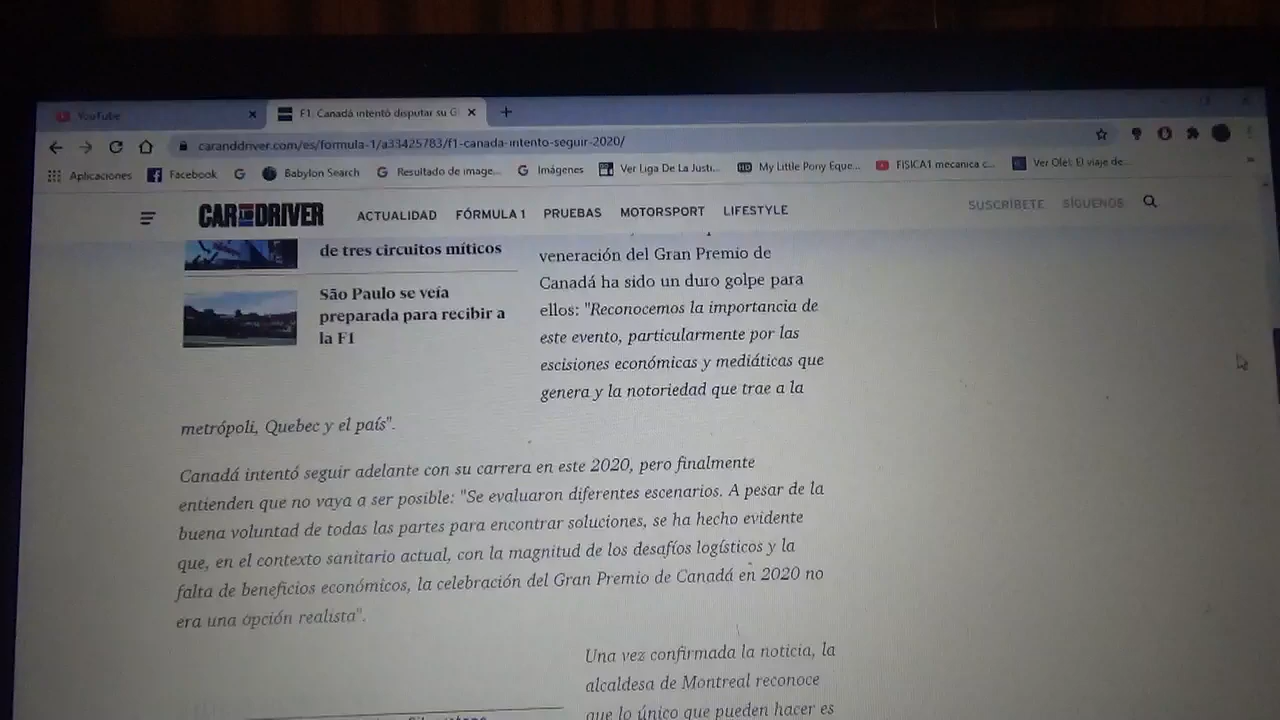 YouTube
F1: Canadá intentó disputar su G
caranddriver.com/es/formula-1/a33425783/f1-canada-intento-seguir-2020/
Aplicaciones
Facebook
Babylon Search
Resultado de image...
Imágenes
Ver Liga De La Justi...
My Little Pony Eque...
FISICA1 mecanica c...
Ver Olé!: El viaje de...
CAR AND DRIVER
ACTUALIDAD
FÓRMULA 1
PRUEBAS
MOTORSPORT
LIFESTYLE
SUSCRÍBETE
SÍGUENOS
de tres circuitos míticos
São Paulo se veía
preparada para recibir a
la F1
veneración del Gran Premio de
Canadá ha sido un duro golpe para
ellos: "Reconocemos la importancia de
este evento, particularmente por las
escisiones económicas y mediáticas que
genera y la notoriedad que trae a la
metrópoli, Quebec y el país".
Canadá intentó seguir adelante con su carrera en este 2020, pero finalmente
entienden que no vaya a ser posible: "Se evaluaron diferentes escenarios. A pesar de la
buena voluntad de todas las partes para encontrar soluciones, se ha hecho evidente
que, en el contexto sanitario actual, con la magnitud de los desafíos logísticos y la
falta de beneficios económicos, la celebración del Gran Premio de Canadá en 2020 no
era una opción realista".
Una vez confirmada la noticia, la
alcaldesa de Montreal reconoce
que lo único que pueden hacer es